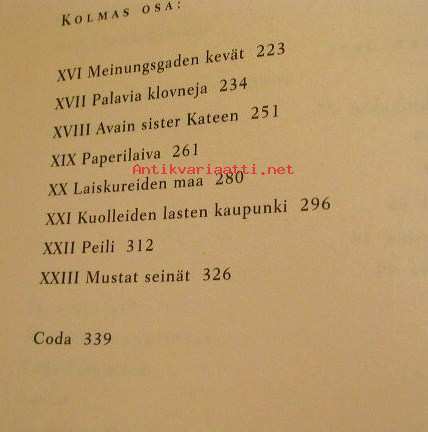 KOLMAS OSA:
XVI Meinungsgaden kevät 223
XVII Palavia klovneja 234
XVIII Avain sister Kateen 251
XIX Paperilaiva 261
Antikvariaatti.net
XX Laiskureiden maa 280
XXI Kuolleiden lasten kaupunki 296
XXII Peili 312
XXIII Mustat seinät 326
Coda 339